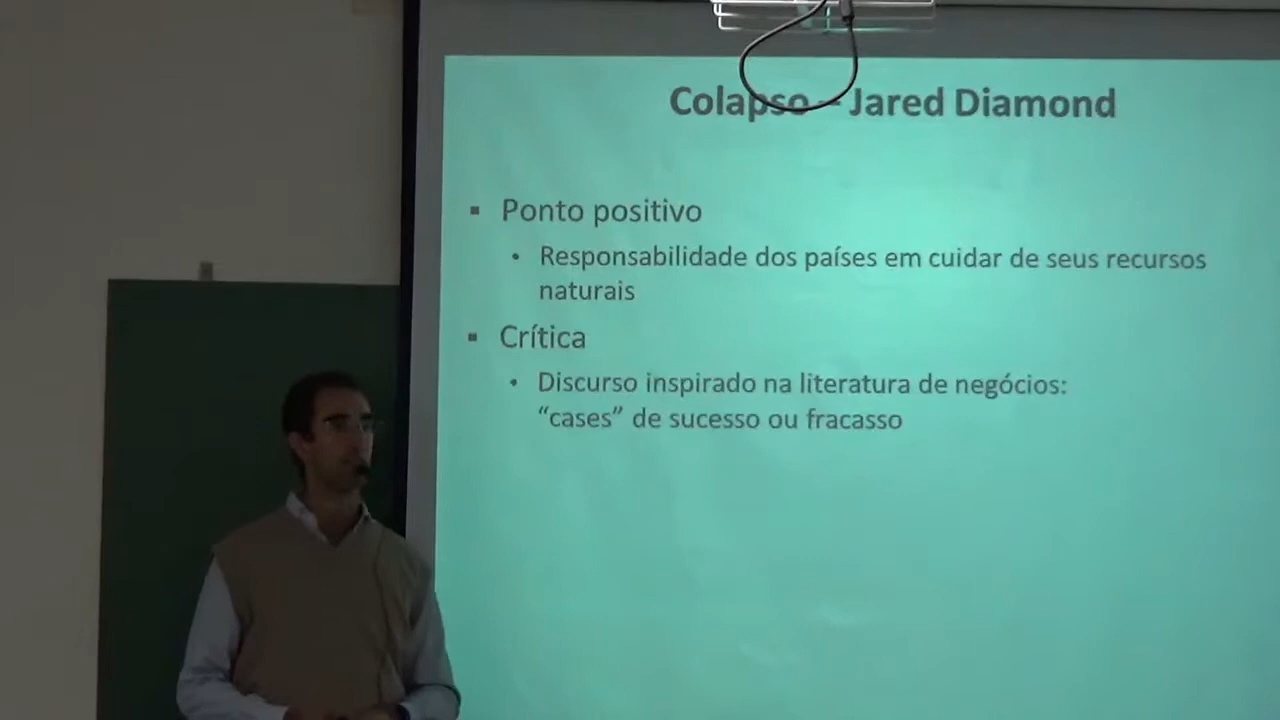 Colapso – Jared Diamond
Ponto positivo
Responsabilidade dos países em cuidar de seus recursos
naturais
Crítica
Discurso inspirado na literatura de negócios:
“cases” de sucesso ou fracasso